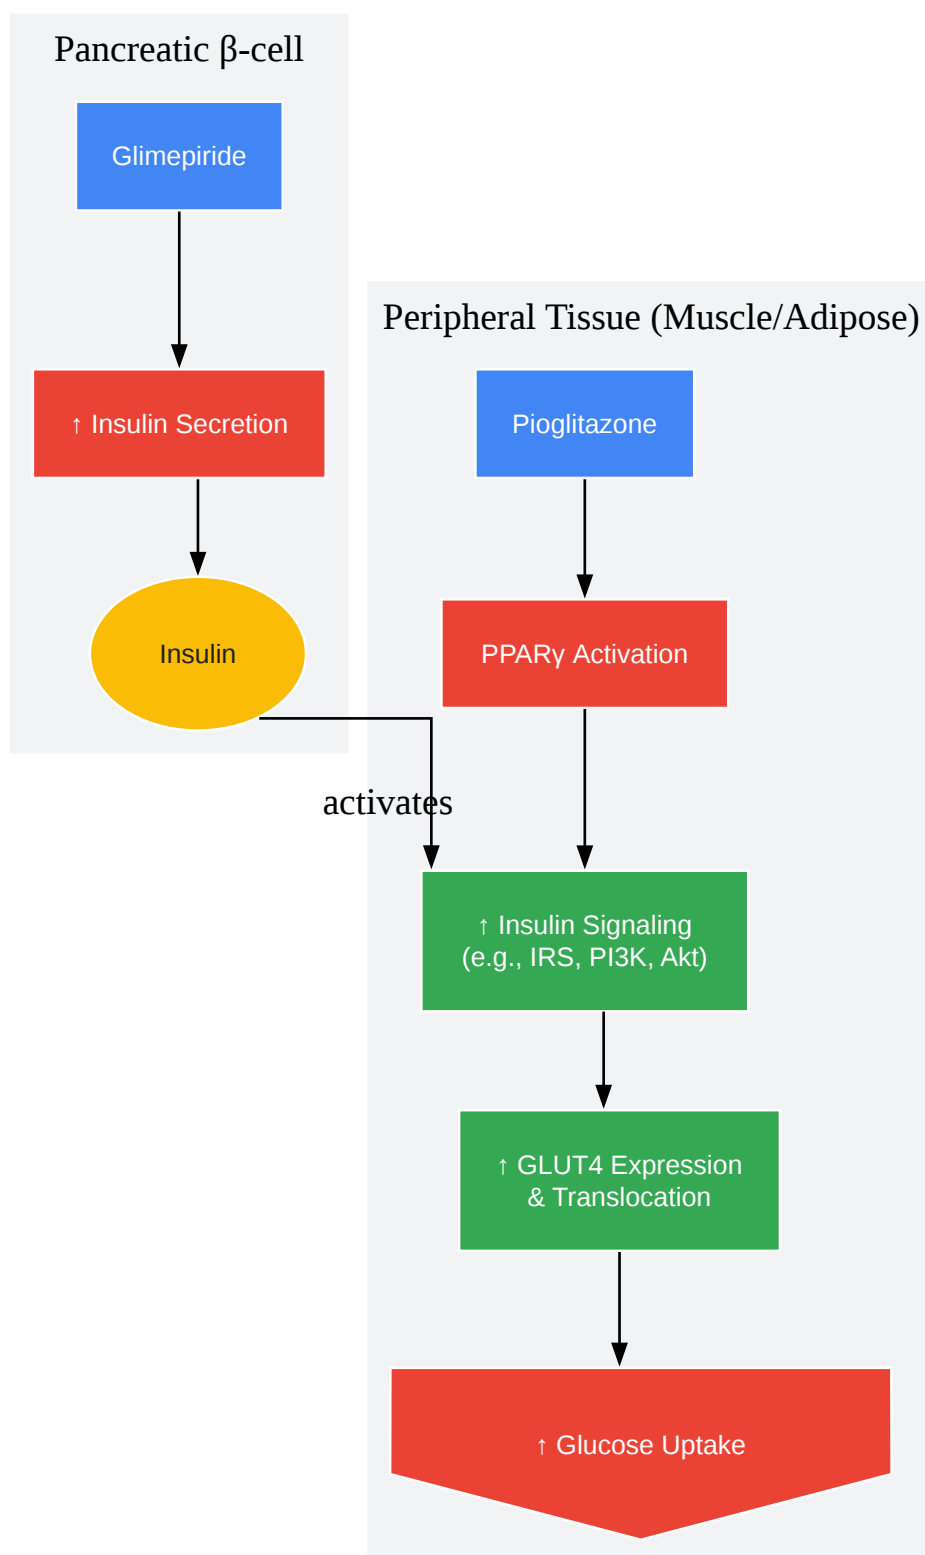 Pancreatic β-cell
Glimepiride
↑ Insulin Secretion
Insulin
activates
Peripheral Tissue (Muscle/Adipose)
Pioglitazone
PPARγ Activation
↑ Insulin Signaling
(e.g., IRS, PI3K, Akt)
↑ GLUT4 Expression
& Translocation
↑ Glucose Uptake